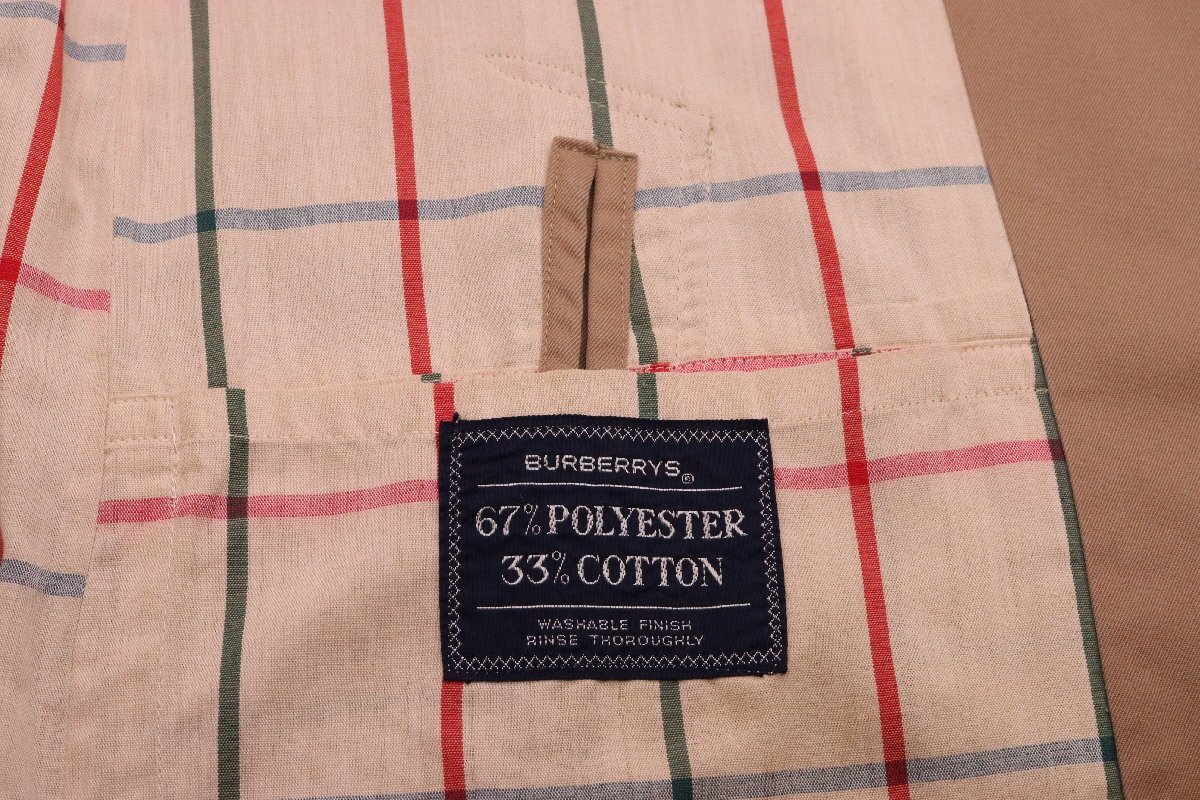 BURBERRYS®
67% POLYESTER
33% COTTON
WASHABLE FINISH
RINSE THOROUGHLY